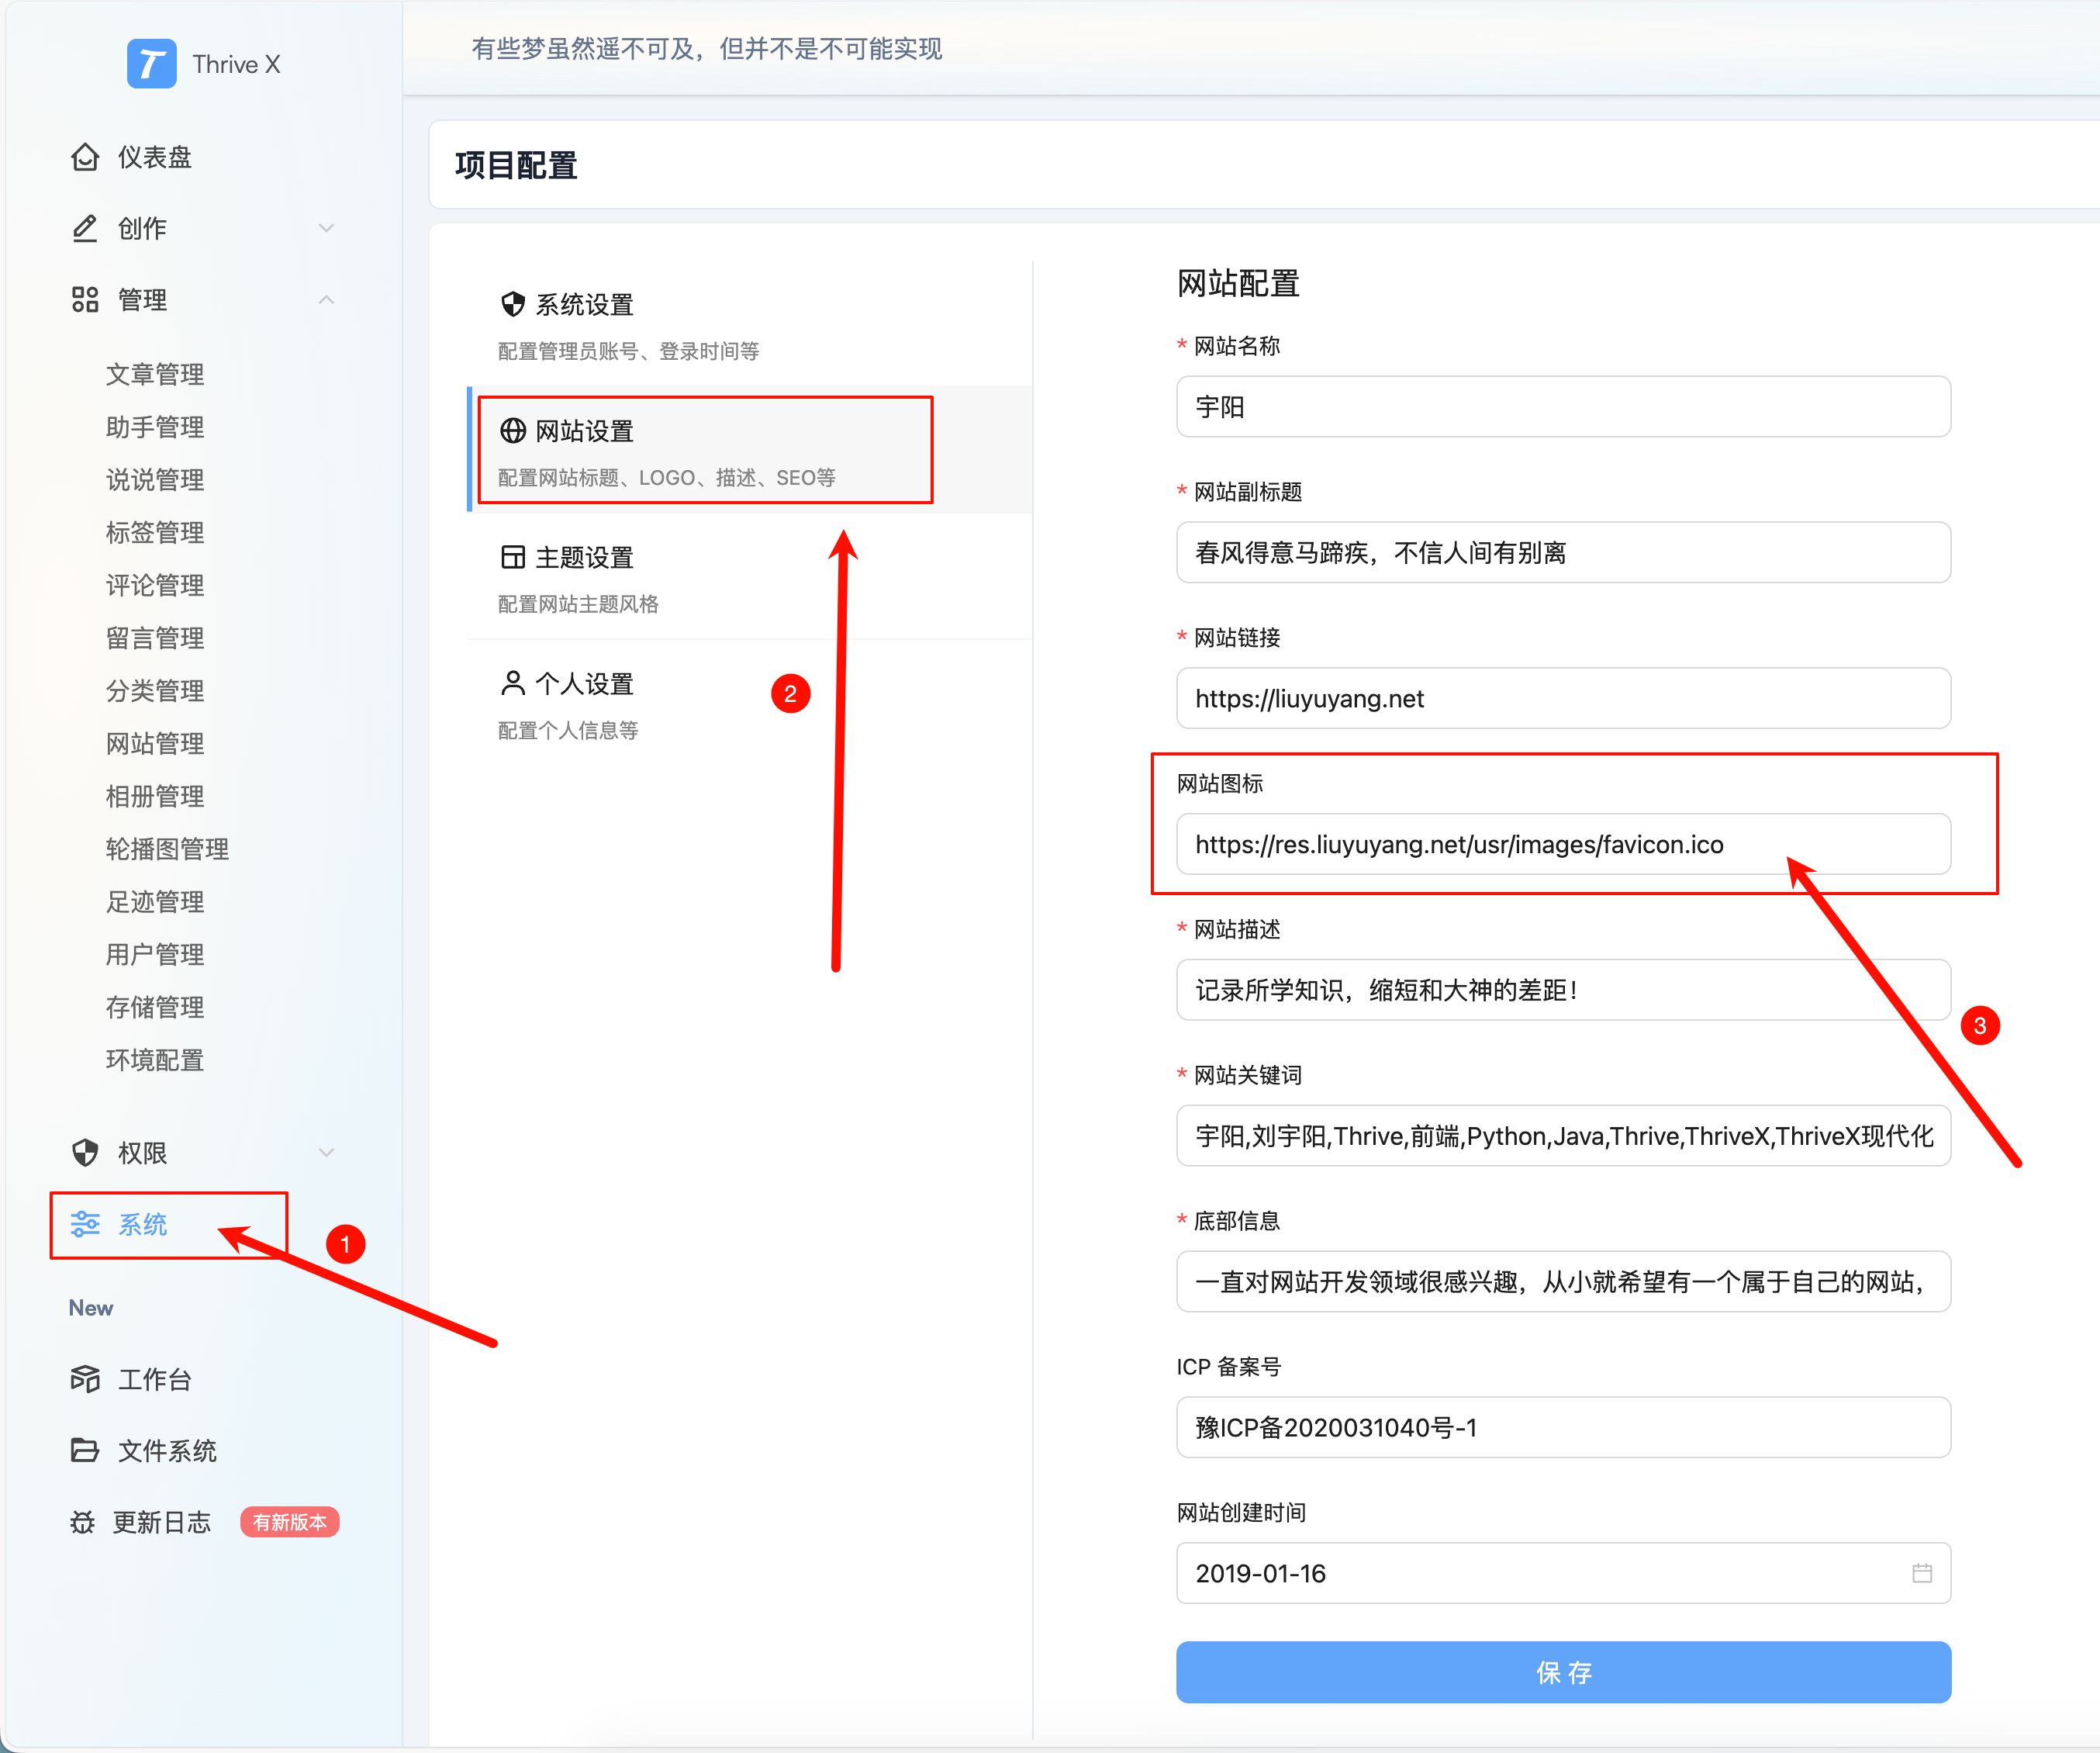 Thrive X
仪表盘
创作
管理
文章管理
助手管理
说说管理
标签管理
评论管理
留言管理
分类管理
网站管理
相册管理
轮播图管理
足迹管理
用户管理
存储管理
环境配置
权限
系统
1
New
工作台
文件系统
更新日志 有新版本
有些梦虽然遥不可及，但并不是不可能实现
项目配置
系统设置
配置管理员账号、登录时间等
网站设置
配置网站标题、LOGO、描述、SEO等
主题设置
配置网站主题风格
个人设置
配置个人信息等
2
网站配置
* 网站名称
宇阳
* 网站副标题
春风得意马蹄疾，不信人间有别离
* 网站链接
https://liuyuyang.net
网站图标
https://res.liuyuyang.net/usr/images/favicon.ico
* 网站描述
记录所学知识，缩短和大神的差距！
3
* 网站关键词
宇阳,刘宇阳,Thrive,前端,Python,Java,Thrive,ThriveX,ThriveX现代化
* 底部信息
一直对网站开发领域很感兴趣，从小就希望有一个属于自己的网站，
ICP 备案号
豫ICP备2020031040号-1
网站创建时间
2019-01-16
保 存